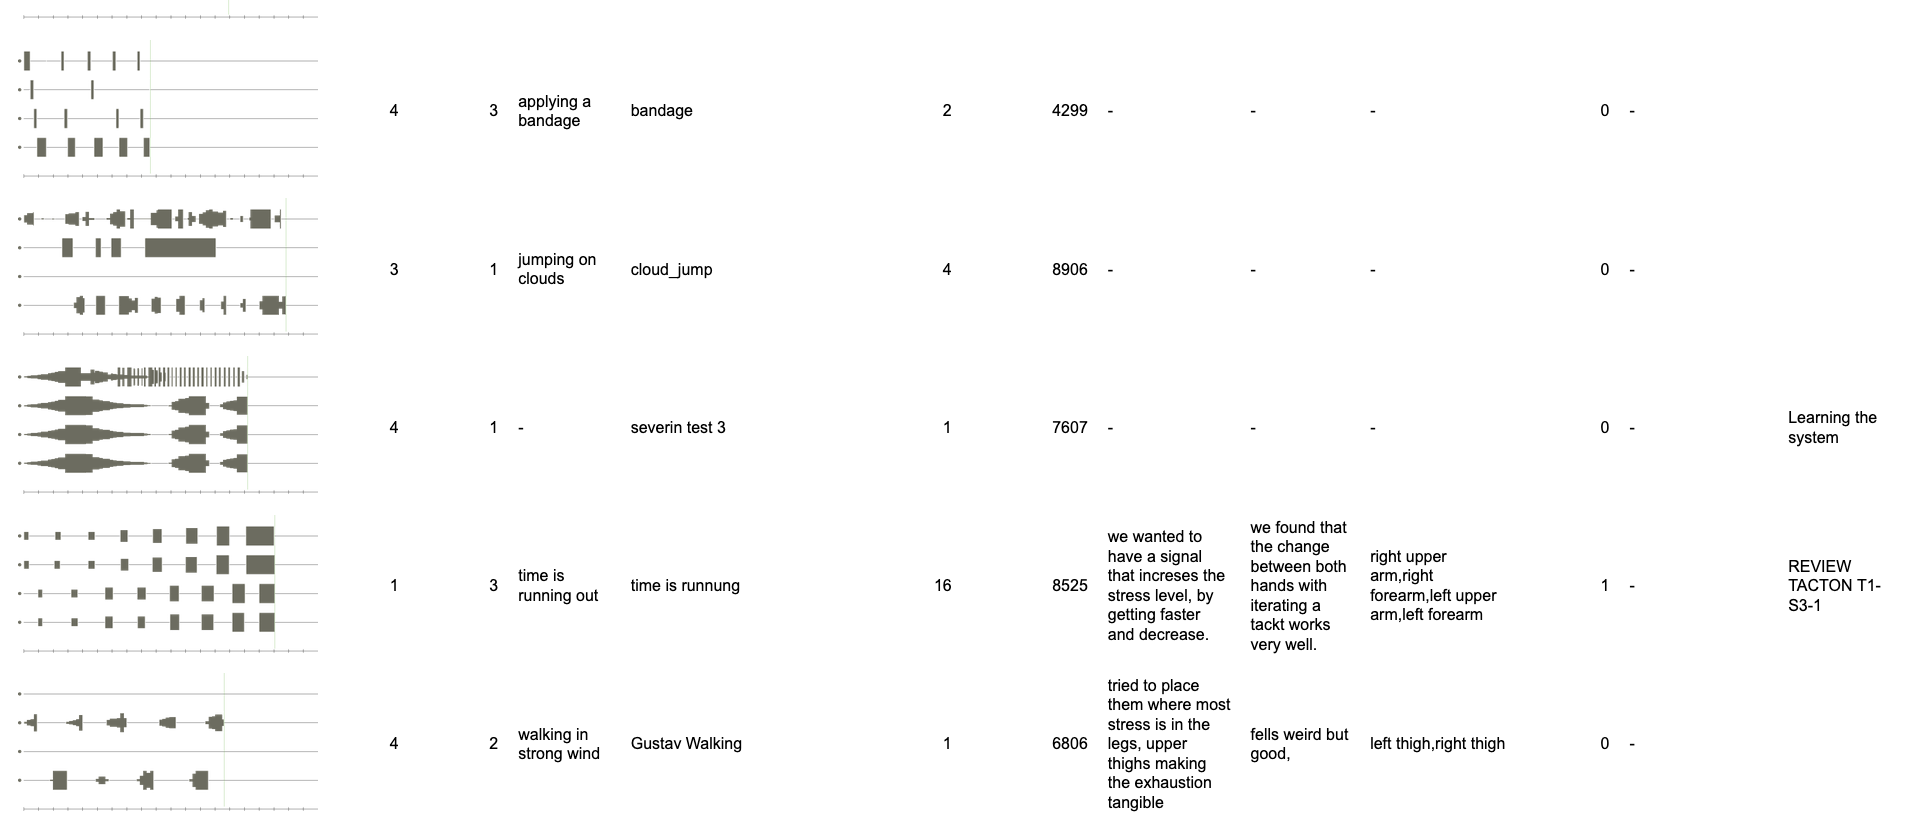 4 3 applying a bandage bandage 2 4299 - - - 0 -
3 1 jumping on clouds cloud_jump 4 8906 - - - 0 -
4 1 - severin test 3 1 7607 - - - 0 - Learning the system
1 3 time is running out time is runnung 16 8525 we wanted to have a signal that increses the stress level, by getting faster and decrease. we found that the change between both hands with iterating a tackt works very well. right upper arm,right forearm,left upper arm,left forearm 1 - REVIEW TACTON T1-S3-1
4 2 walking in strong wind Gustav Walking 1 6806 tried to place them where most stress is in the legs, upper thighs making the exhaustion tangible fells weird but good, left thigh,right thigh 0 -